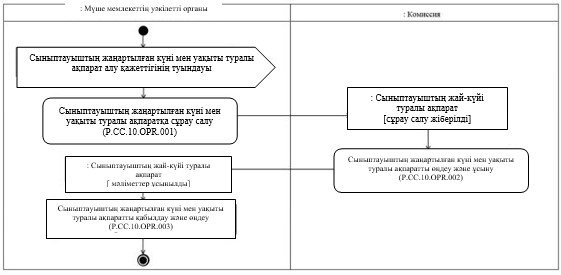 : Мүше мемлекеттің уәкілетті органы
: Комиссия
Сыныптауыштың жаңартылған күні мен уақыты туралы
ақпарат алу қажеттігінің туындауы
Сыныптауыштың жаңартылған күні мен
уақыты туралы ақпаратқа сұрау салу
(P.CC.10.OPR.001)
: Сыныптауыштың жай-күйі
туралы ақпарат
[сұрау салу жіберілді]
Сыныптауыштың жаңартылған күні мен уақыты
туралы ақпаратты өңдеу және ұсыну
(P.CC.10.OPR.002)
: Сыныптауыштың жай-күйі туралы
ақпарат
[ мәліметтер ұсынылды]
Сыныптауыштың жаңартылған күні мен уақыты
туралы ақпаратты қабылдау және өңдеу
(P.CC.10.OPR.003)